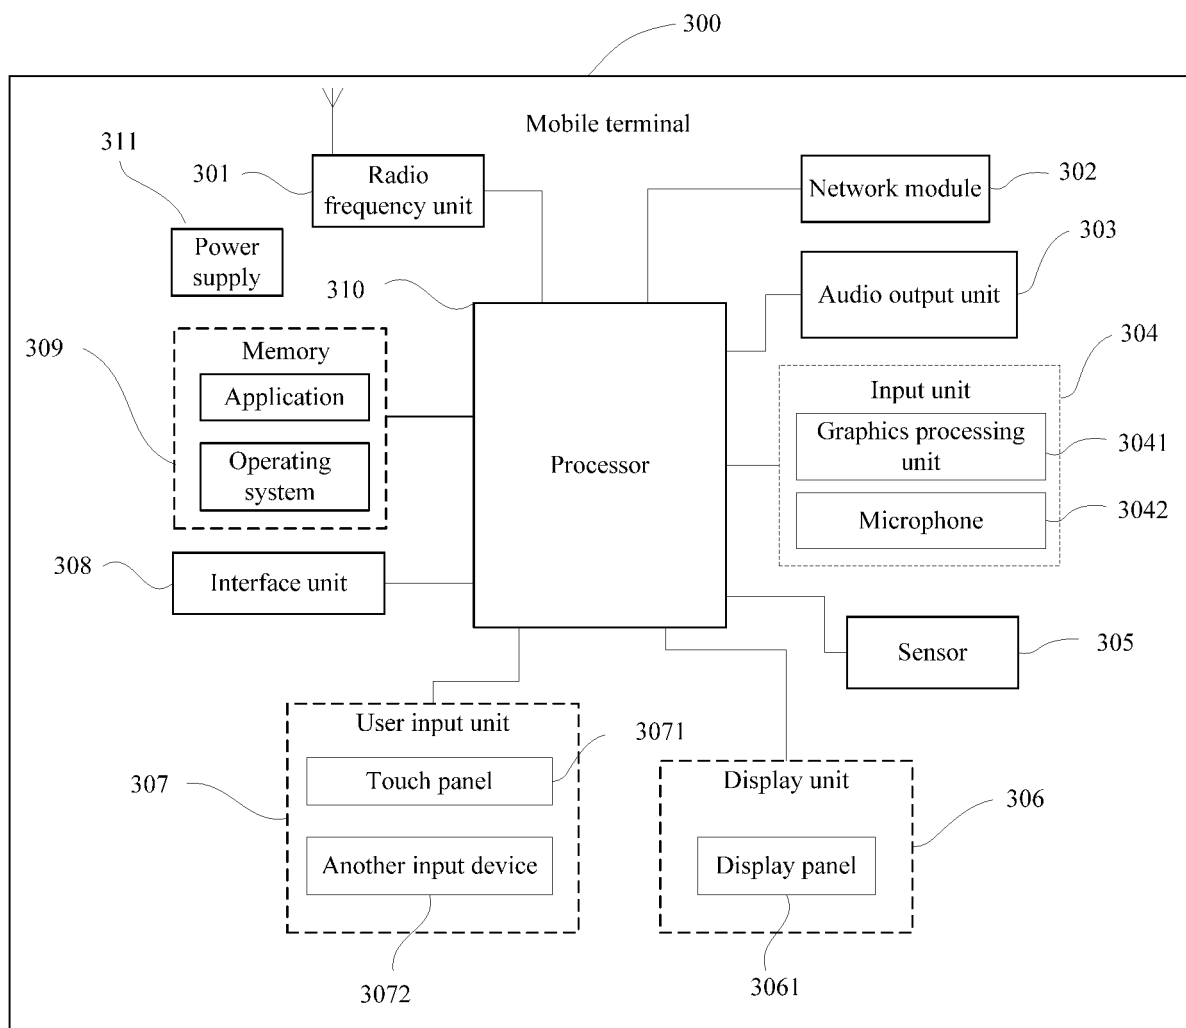 300
Mobile terminal
311
301
Radio
frequency unit
Network module
302
Power
supply
303
310
Audio output unit
309
Memory
Application
Operating
system
Processor
304
Input unit
Graphics processing
unit
3041
Microphone
3042
308
Interface unit
Sensor
305
User input unit
3071
307
Touch panel
Another input device
3072
Display unit
306
Display panel
3061